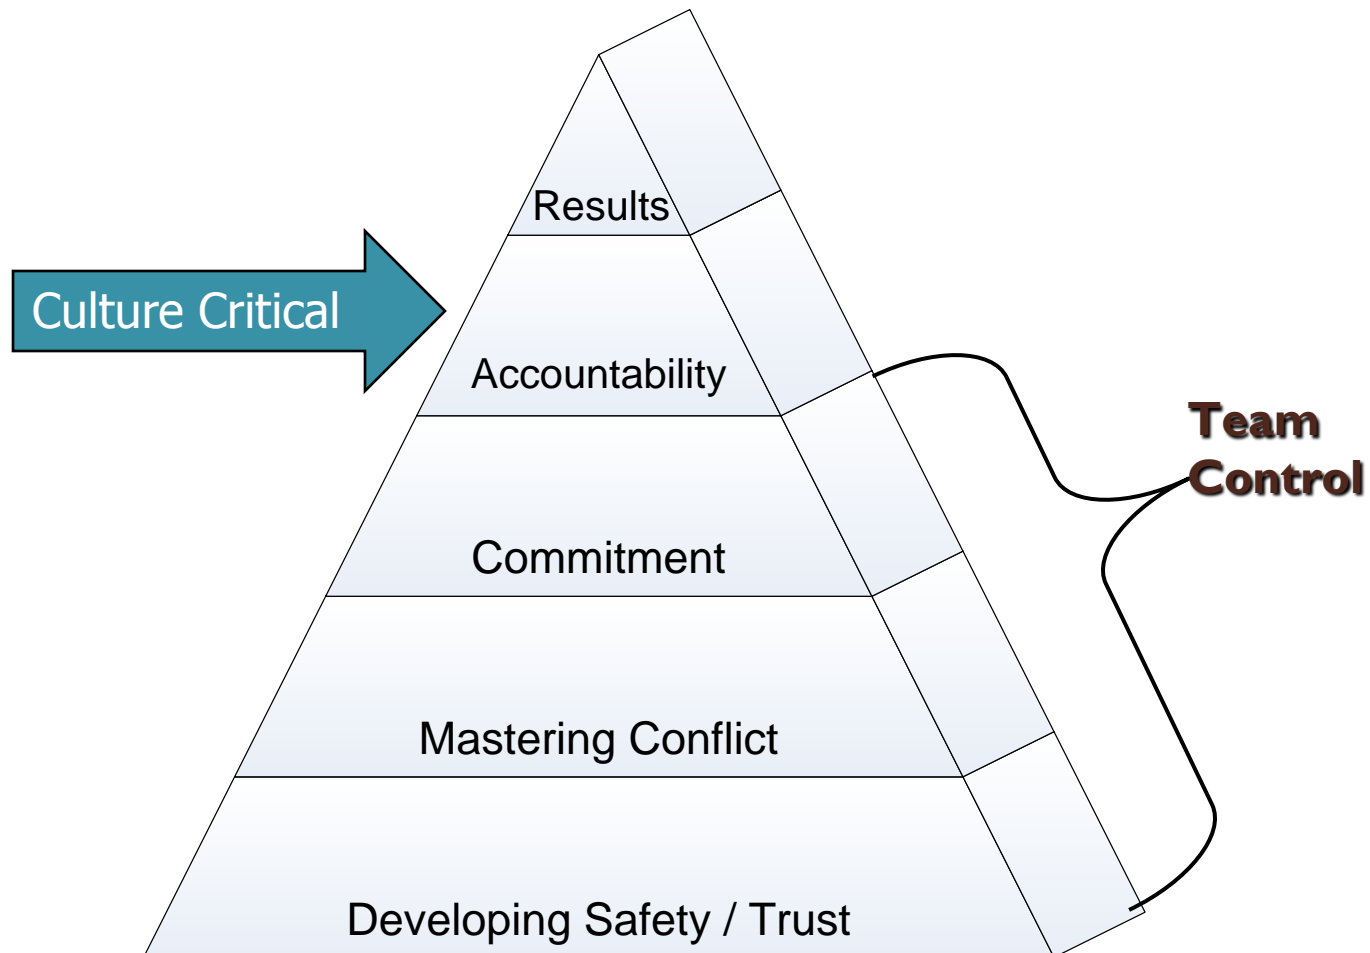 Results
Culture Critical
Accountability
Team
Control
Commitment
Mastering Conflict
Developing Safety / Trust